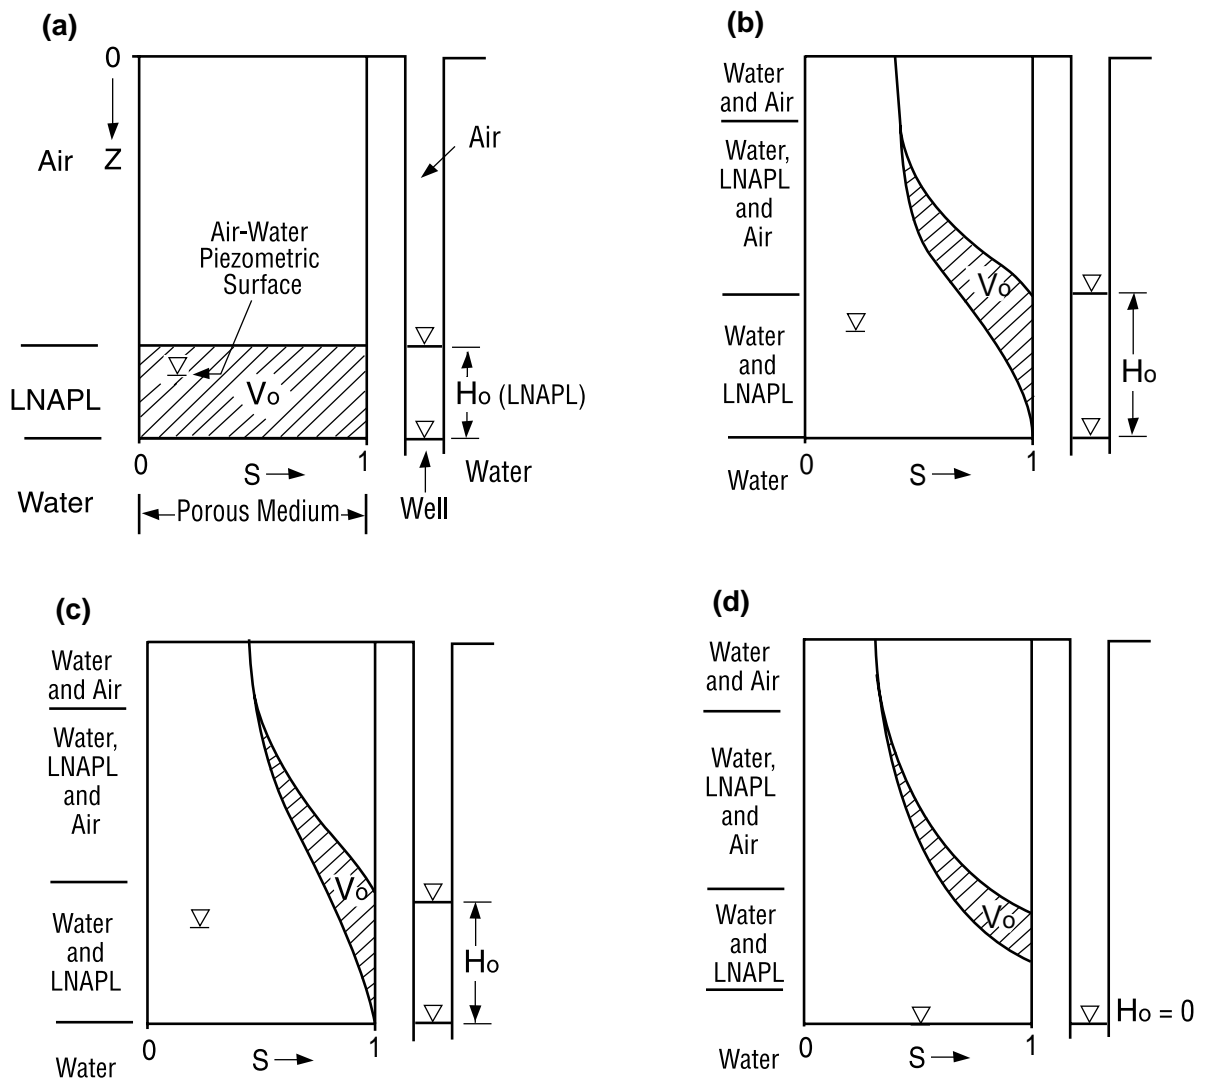 (a)
0
Z
Air
Air
Air-Water
Piezometric
Surface
LNAPL
Vo
Ho (LNAPL)
0
S
1
Water
Water
Porous Medium
Well
(b)
Water
and Air
Water,
LNAPL
and
Air
Vo
Water
and
LNAPL
Ho
0
S
1
Water
(c)
Water
and Air
Water,
LNAPL
and
Air
Vo
Water
and
LNAPL
Ho
0
S
1
Water
(d)
Water
and Air
Water,
LNAPL
and
Air
Vo
Water
and
LNAPL
Ho = 0
0
S
1
Water